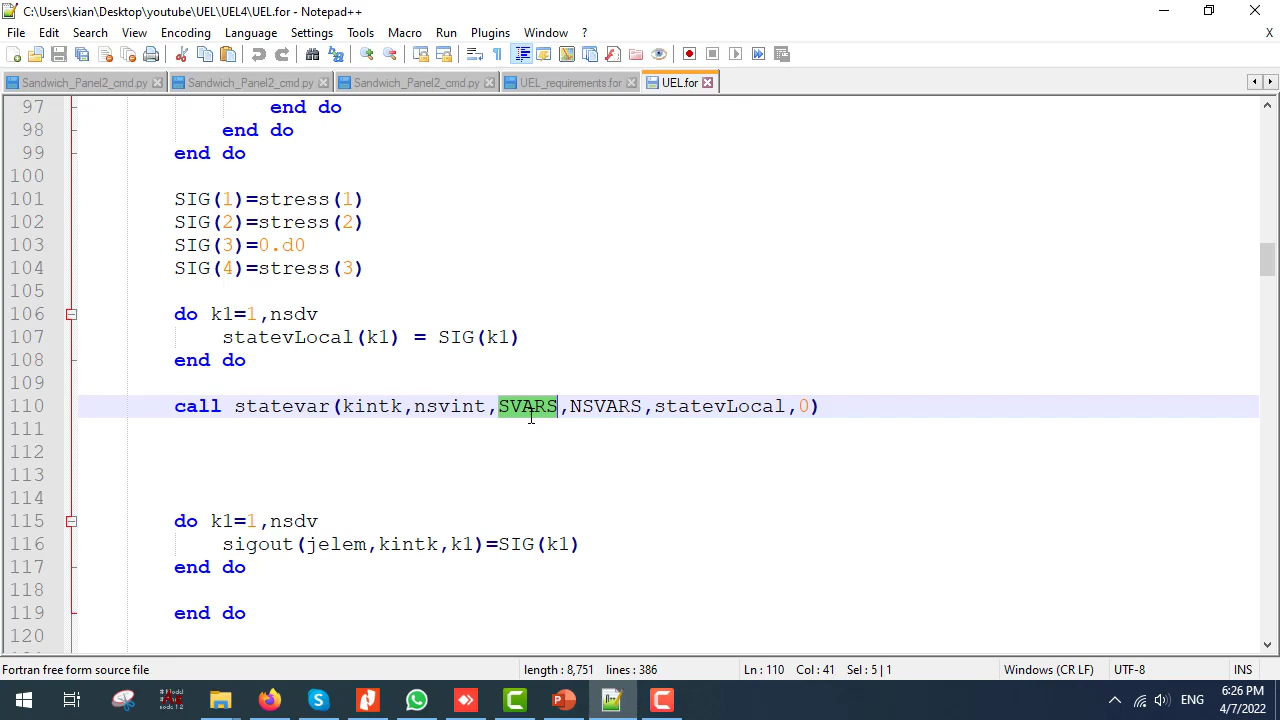 C:\Users\kian\Desktop\youtube\UEL\UEL4\UEL.for - Notepad++
File Edit Search View Encoding Language Settings Tools Macro Run Plugins Window ? X
Sandwich_Panel2_cmd.py Sandwich_Panel2_cmd.py Sandwich_Panel2_cmd.py UEL_requirements.for UEL.for
97 end do
98 end do
99 end do
100
101 SIG(1)=stress(1)
102 SIG(2)=stress(2)
103 SIG(3)=0.d0
104 SIG(4)=stress(3)
105
106 do k1=1,nsdv
107 statevLocal(k1) = SIG(k1)
108 end do
109
110 call statevar(kintk,nsvint,SVARS,NSVARS,statevLocal,0)
111
112
113
114
115 do k1=1,nsdv
116 sigout(jelem,kintk,k1)=SIG(k1)
117 end do
118
119 end do
120
Fortran free form source file length : 8,751 lines : 386 Ln : 110 Col : 41 Sel : 5 | 1 Windows (CR LF) UTF-8 INS
ENG 6:26 PM
4/7/2022